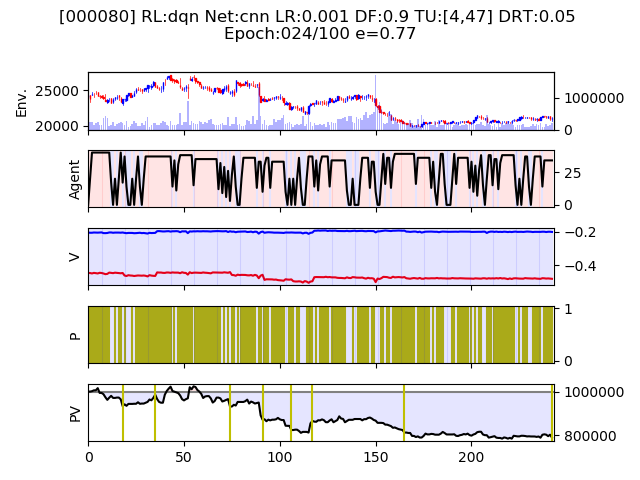 [000080] RL:dqn Net:cnn LR:0.001 DF:0.9 TU:[4,47] DRT:0.05
Epoch:024/100 e=0.77
Env.
25000
20000
1000000
0
Agent
25
0
V
−0.2
−0.4
P
1
0
PV
1000000
800000
0
50
100
150
200